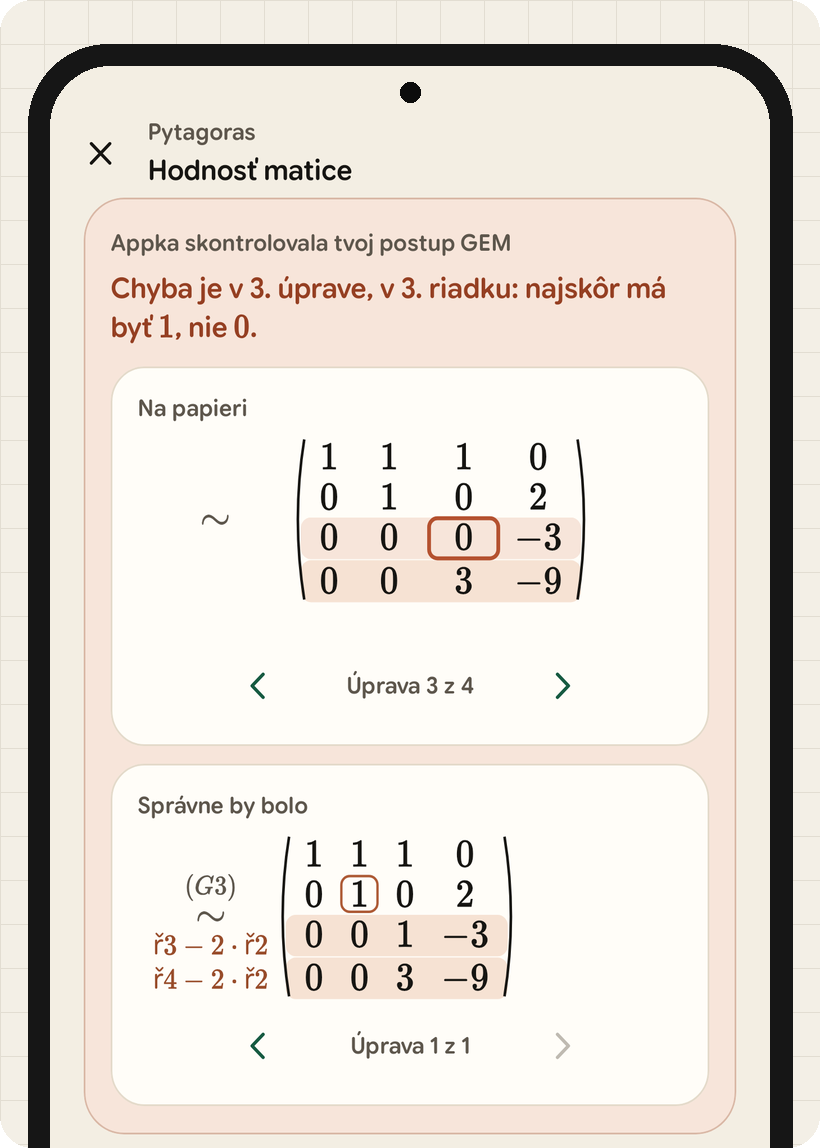 Pytagoras
Hodnosť matice
Appka skontrolovala tvoj postup GEM
Chyba je v 3. úprave, v 3. riadku: najskôr má
byť 1, nie 0.
Na papieri
1 1 1 0
0 1 0 2
∼
0 0 0 −3
0 0 3 −9
Úprava 3 z 4
Správne by bolo
1 1 1 0
(G3)
0 1 0 2
∼
ř3 − 2 · ř2
0 0 1 −3
ř4 − 2 · ř2
0 0 3 −9
Úprava 1 z 1